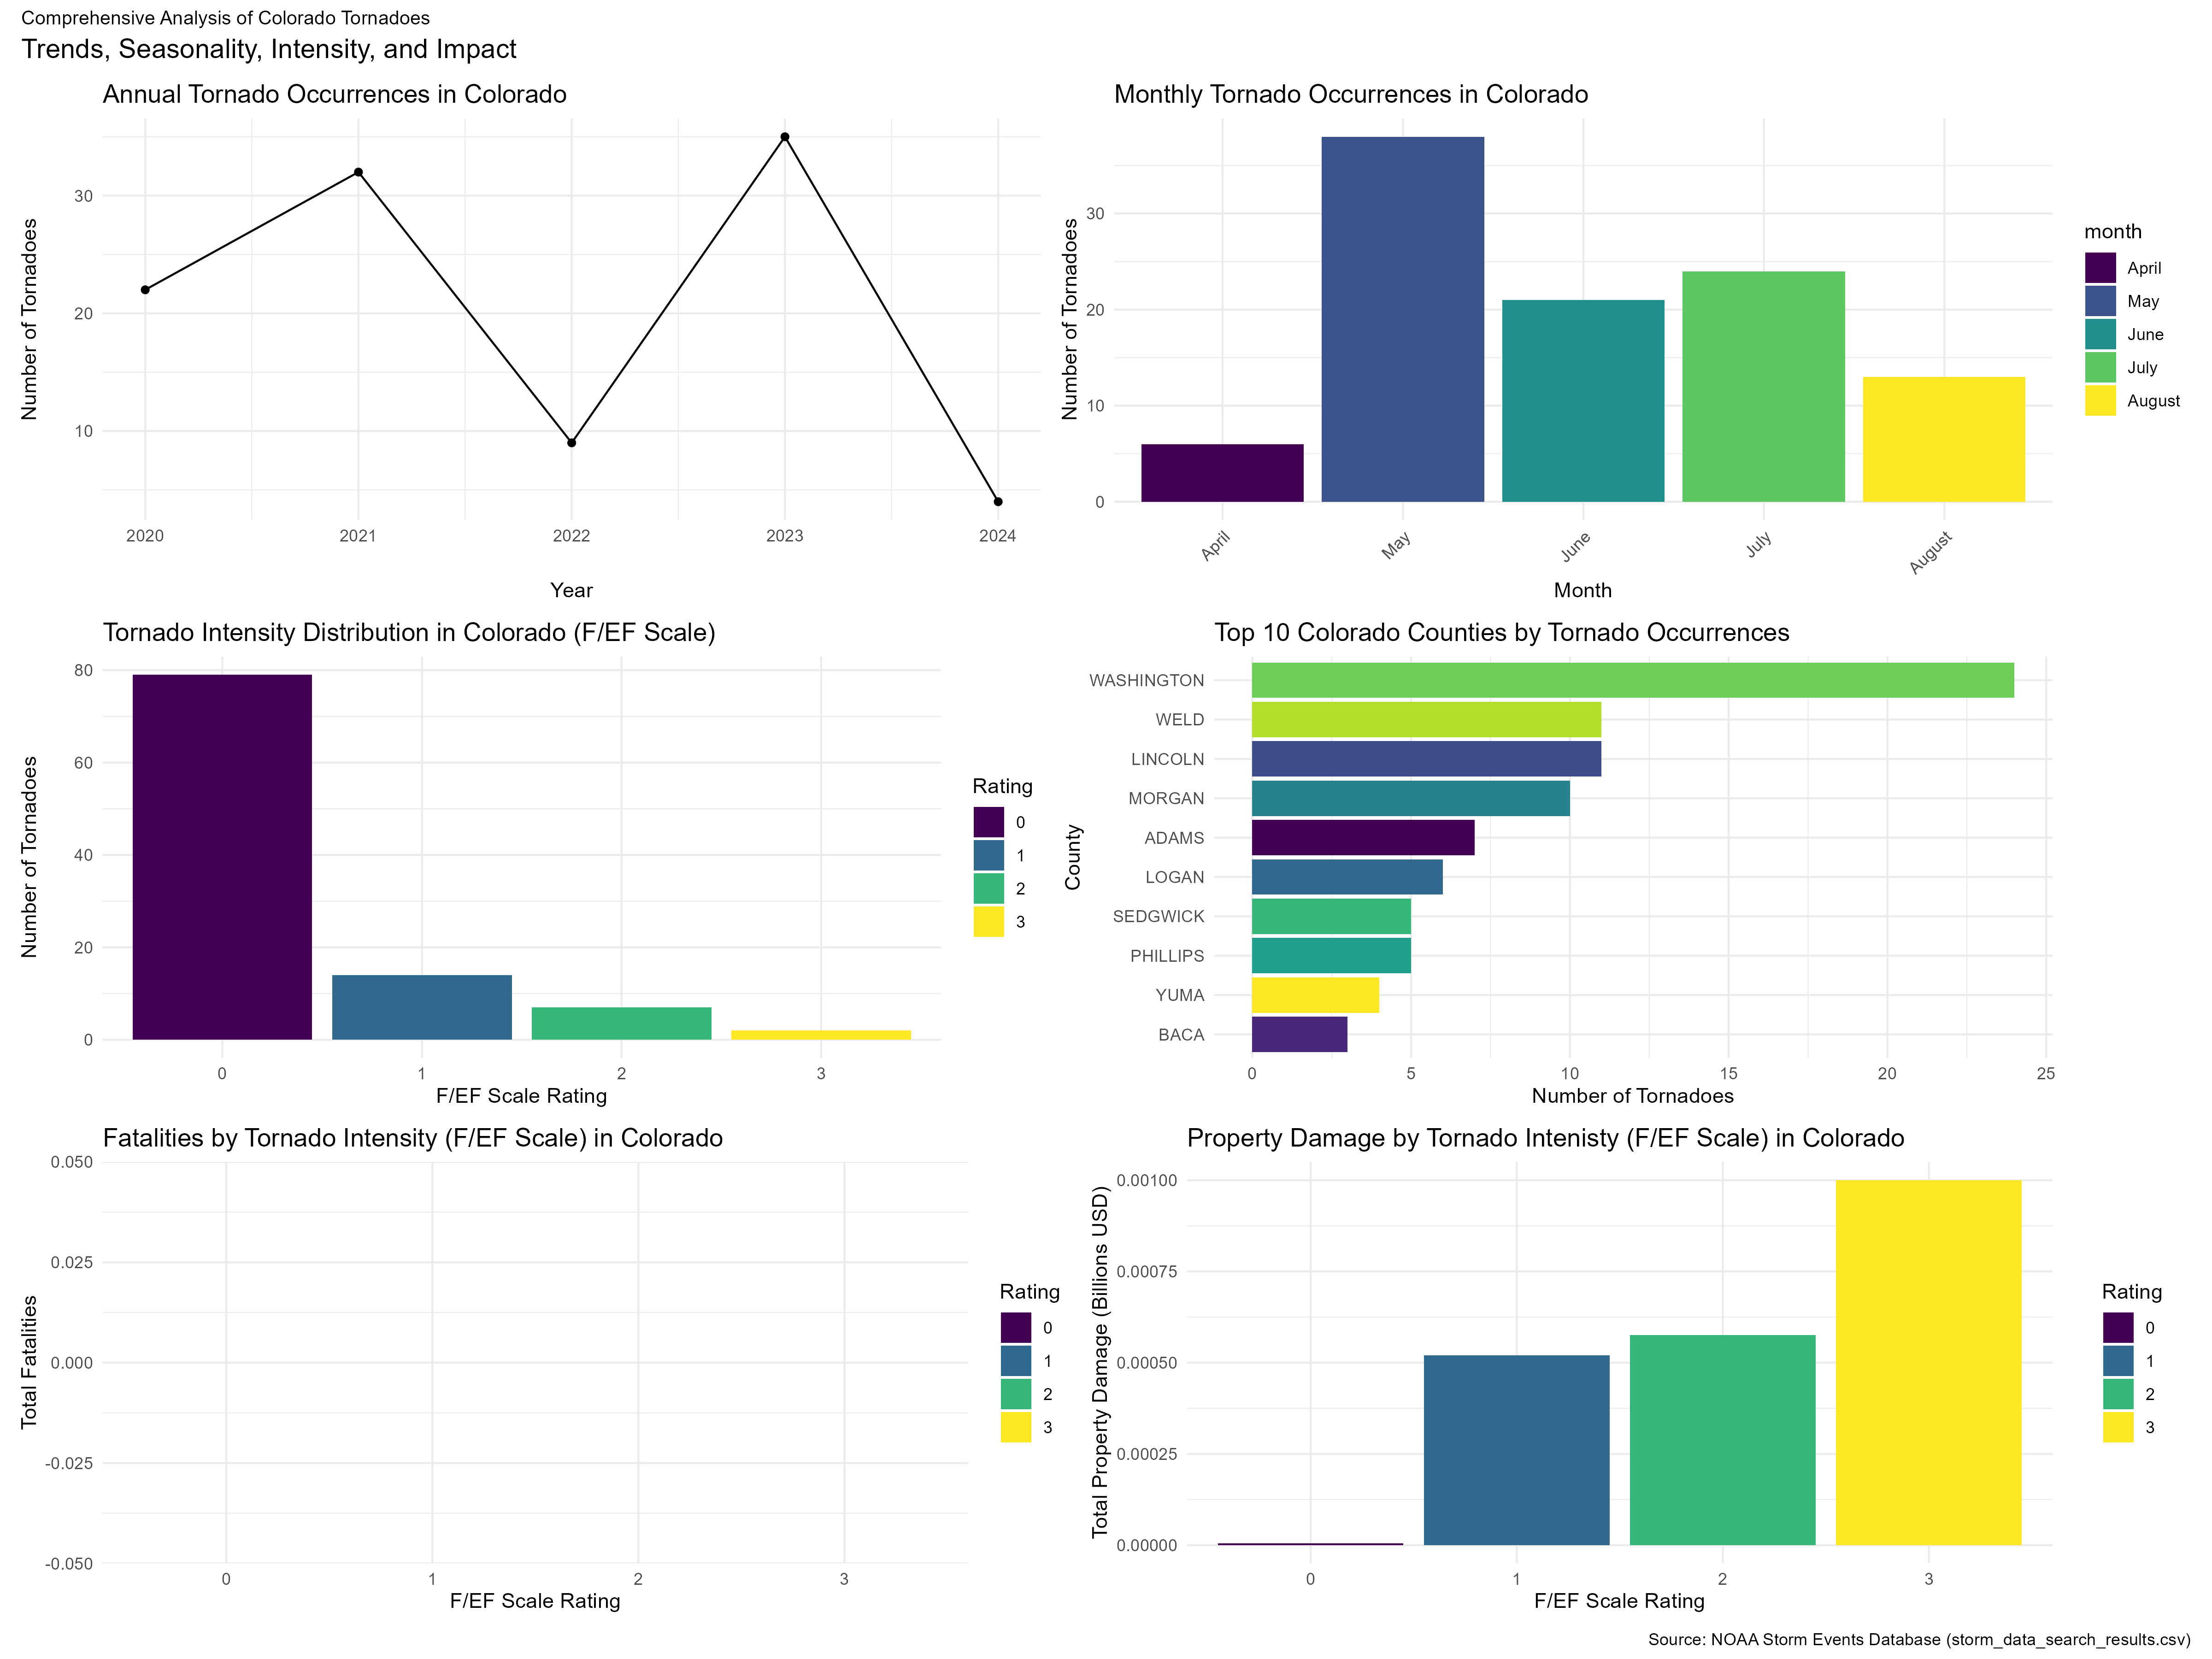 Comprehensive Analysis of Colorado Tornadoes
Trends, Seasonality, Intensity, and Impact
Annual Tornado Occurrences in Colorado
Number of Tornadoes
30
20
10
2020 2021 2022 2023 2024
Year
Monthly Tornado Occurrences in Colorado
Number of Tornadoes
30
20
10
0
April May June July August
Month
month
April
May
June
July
August
Tornado Intensity Distribution in Colorado (F/EF Scale)
Number of Tornadoes
80
60
40
20
0
0 1 2 3
F/EF Scale Rating
Rating
0
1
2
3
Top 10 Colorado Counties by Tornado Occurrences
County
WASHINGTON
WELD
LINCOLN
MORGAN
ADAMS
LOGAN
SEDGWICK
PHILLIPS
YUMA
BACA
0 5 10 15 20 25
Number of Tornadoes
Fatalities by Tornado Intensity (F/EF Scale) in Colorado
Total Fatalities
0.050
0.025
0.000
-0.025
-0.050
0 1 2 3
F/EF Scale Rating
Rating
0
1
2
3
Property Damage by Tornado Intenisty (F/EF Scale) in Colorado
Total Property Damage (Billions USD)
0.00100
0.00075
0.00050
0.00025
0.00000
0 1 2 3
F/EF Scale Rating
Rating
0
1
2
3
Source: NOAA Storm Events Database (storm_data_search_results.csv)